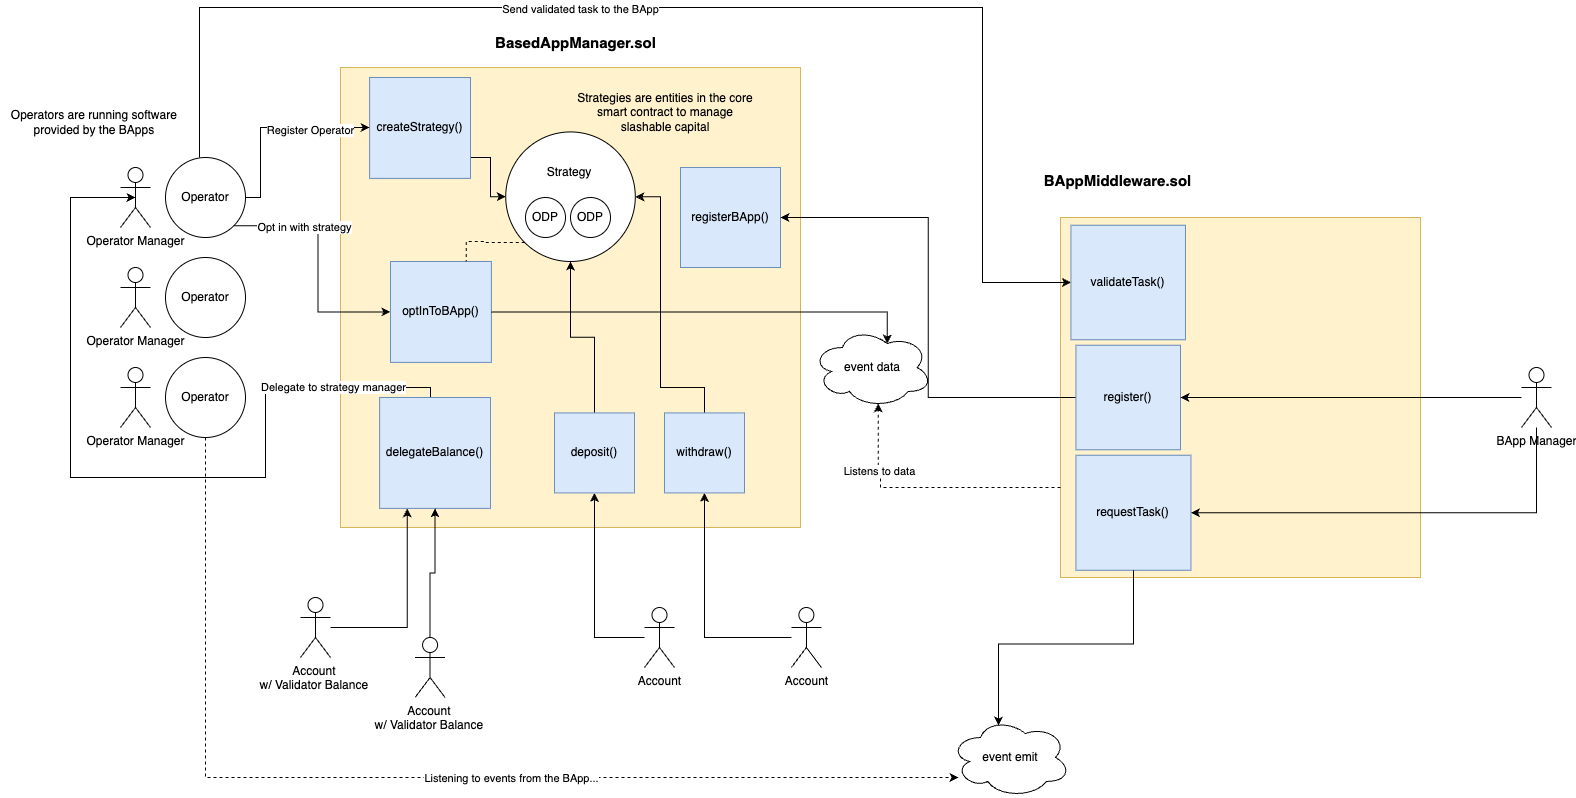 Send validated task to the BApp
BasedAppManager.sol
Operators are running software
provided by the BApps
Strategies are entities in the core
smart contract to manage
slashable capital
createStrategy()
Register Operator
Strategy
ODP
ODP
registerBApp()
BAppMiddleware.sol
Operator
Operator Manager
Opt in with strategy
validateTask()
Operator
Operator Manager
optInToBApp()
event data
Operator
Operator Manager
Delegate to strategy manager
register()
BApp Manager
delegateBalance()
deposit()
withdraw()
Listens to data
requestTask()
Account
w/ Validator Balance
Account
w/ Validator Balance
Account
Account
event emit
Listening to events from the BApp...